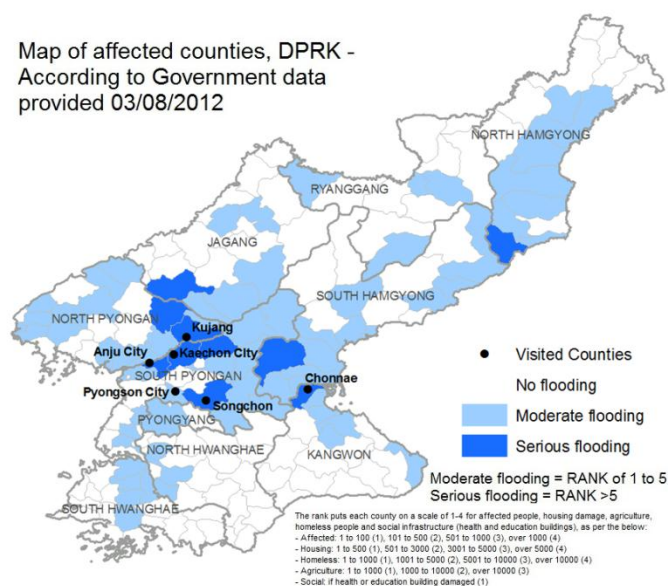 Map of affected counties, DPRK -
According to Government data
provided 03/08/2012
NORTH HAMGYONG
RYANGGANG
JAGANG
SOUTH HAMGYONG
NORTH PYONGAN
Kujang
Anju City
Kaechon City
SOUTH PYONGAN
Chonnae
Pyongson City
Songchon
PYONGYANG
NORTH HWANGHAE
KANGWON
SOUTH HWANGHAE
Visited Counties
No flooding
Moderate flooding
Serious flooding
Moderate flooding = RANK of 1 to 5
Serious flooding = RANK >5
The rank puts each county on a scale of 1-4 for affected people, housing damage, agriculture,
homeless people and social infrastructure (health and education buildings), as per the below:
- Affected: 1 to 100 (1), 101 to 500 (2), 501 to 1000 (3), over 1000 (4)
- Housing: 1 to 500 (1), 501 to 3000 (2), 3001 to 5000 (3), over 5000 (4)
- Homeless: 1 to 1000 (1), 1001 to 5000 (2), 5001 to 10000 (3), over 10000 (4)
- Agriculture: 1 to 1000 (1), 1000 to 10000 (2), over 10000 (3)
- Social: if health or education building damaged (1)